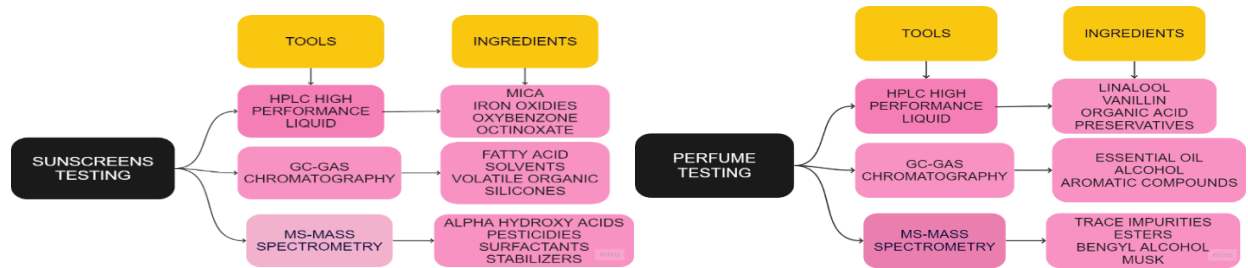 TOOLS
INGREDIENTS
HPLC HIGH
PERFORMANCE
LIQUID
MICA
IRON OXIDIES
OXYBENZONE
OCTINOXATE
SUNSCREENS
TESTING
GC-GAS
CHROMATOGRAPHY
FATTY ACID
SOLVENTS
VOLATILE ORGANIC
SILICONES
MS-MASS
SPECTROMETRY
ALPHA HYDROXY ACIDS
PESTICIDIES
SURFACTANTS
STABILIZERS
miro
TOOLS
INGREDIENTS
HPLC HIGH
PERFORMANCE
LIQUID
LINALOOL
VANILLIN
ORGANIC ACID
PRESERVATIVES
PERFUME
TESTING
GC-GAS
CHROMATOGRAPHY
ESSENTIAL OIL
ALCOHOL
AROMATIC COMPOUNDS
MS-MASS
SPECTROMETRY
TRACE IMPURITIES
ESTERS
BENGYL ALCOHOL
MUSK
miro